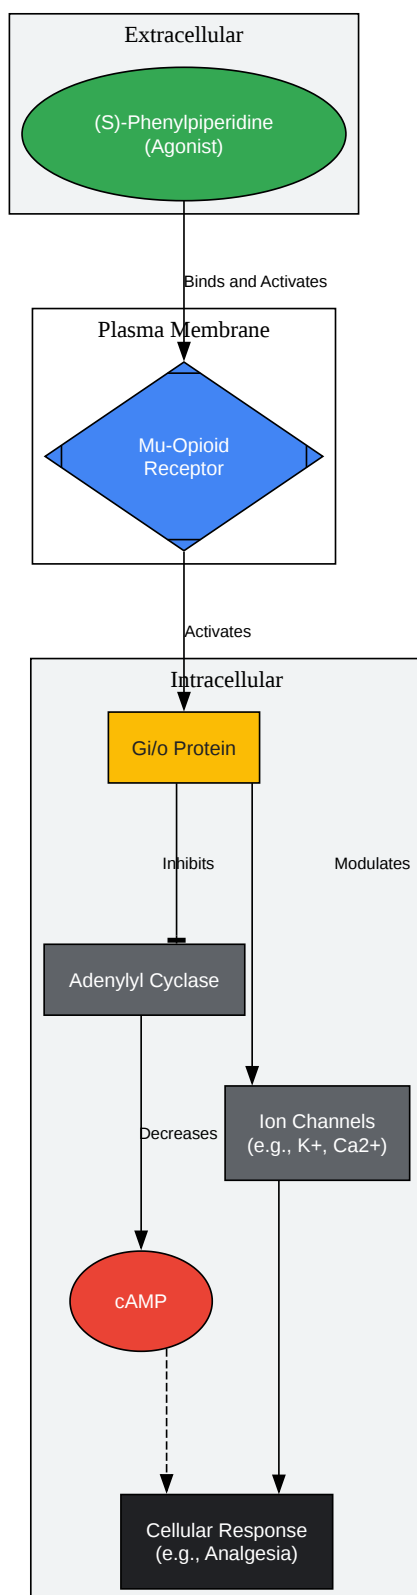 Extracellular
(S)-Phenylpiperidine
(Agonist)
Binds and Activates
Plasma Membrane
Mu-Opioid
Receptor
Activates
Intracellular
Gi/o Protein
Inhibits
Modulates
Adenylyl Cyclase
Decreases
Ion Channels
(e.g., K+, Ca2+)
cAMP
Cellular Response
(e.g., Analgesia)